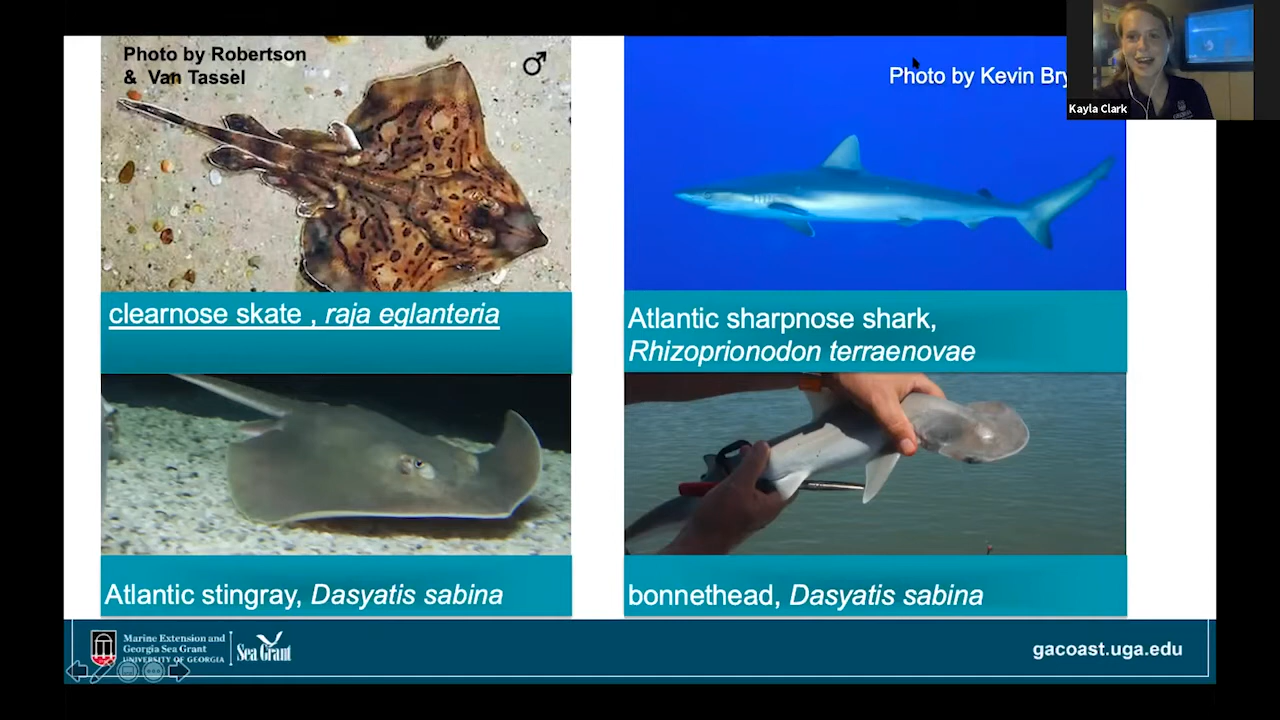 Photo by Robertson
& Van Tassel
♂
Photo by Kevin Bry
Kayla Clark
clearnose skate , raja eglanteria
Atlantic sharpnose shark,
Rhizoprionodon terraenovae
Atlantic stingray, Dasyatis sabina
bonnethead, Dasyatis sabina
Marine Extension and
Georgia Sea Grant
UNIVERSITY OF GEORGIA
Sea Grant
gacoast.uga.edu